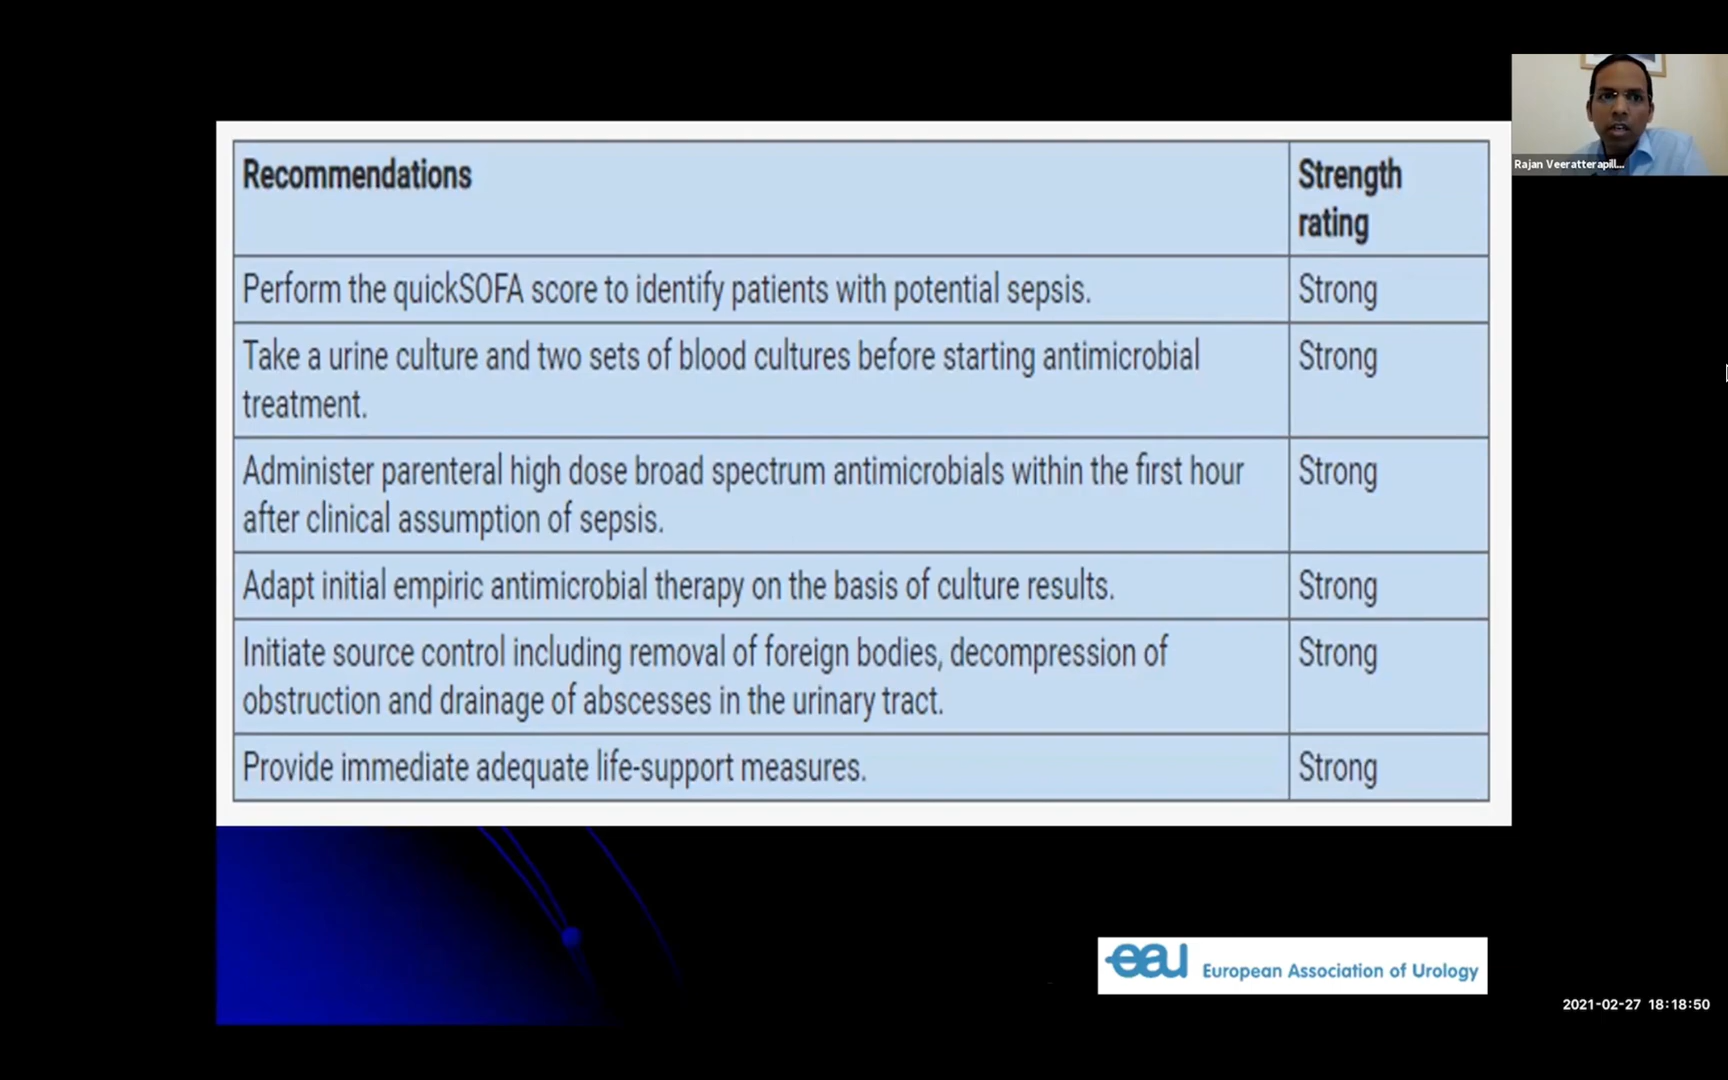 Recommendations
Strength
rating
Perform the quickSOFA score to identify patients with potential sepsis.
Strong
Take a urine culture and two sets of blood cultures before starting antimicrobial
treatment.
Strong
Administer parenteral high dose broad spectrum antimicrobials within the first hour
after clinical assumption of sepsis.
Strong
Adapt initial empiric antimicrobial therapy on the basis of culture results.
Strong
Initiate source control including removal of foreign bodies, decompression of
obstruction and drainage of abscesses in the urinary tract.
Strong
Provide immediate adequate life-support measures.
Strong
Rajan Veeratterapill...
eau European Association of Urology
2021-02-27 18:18:50